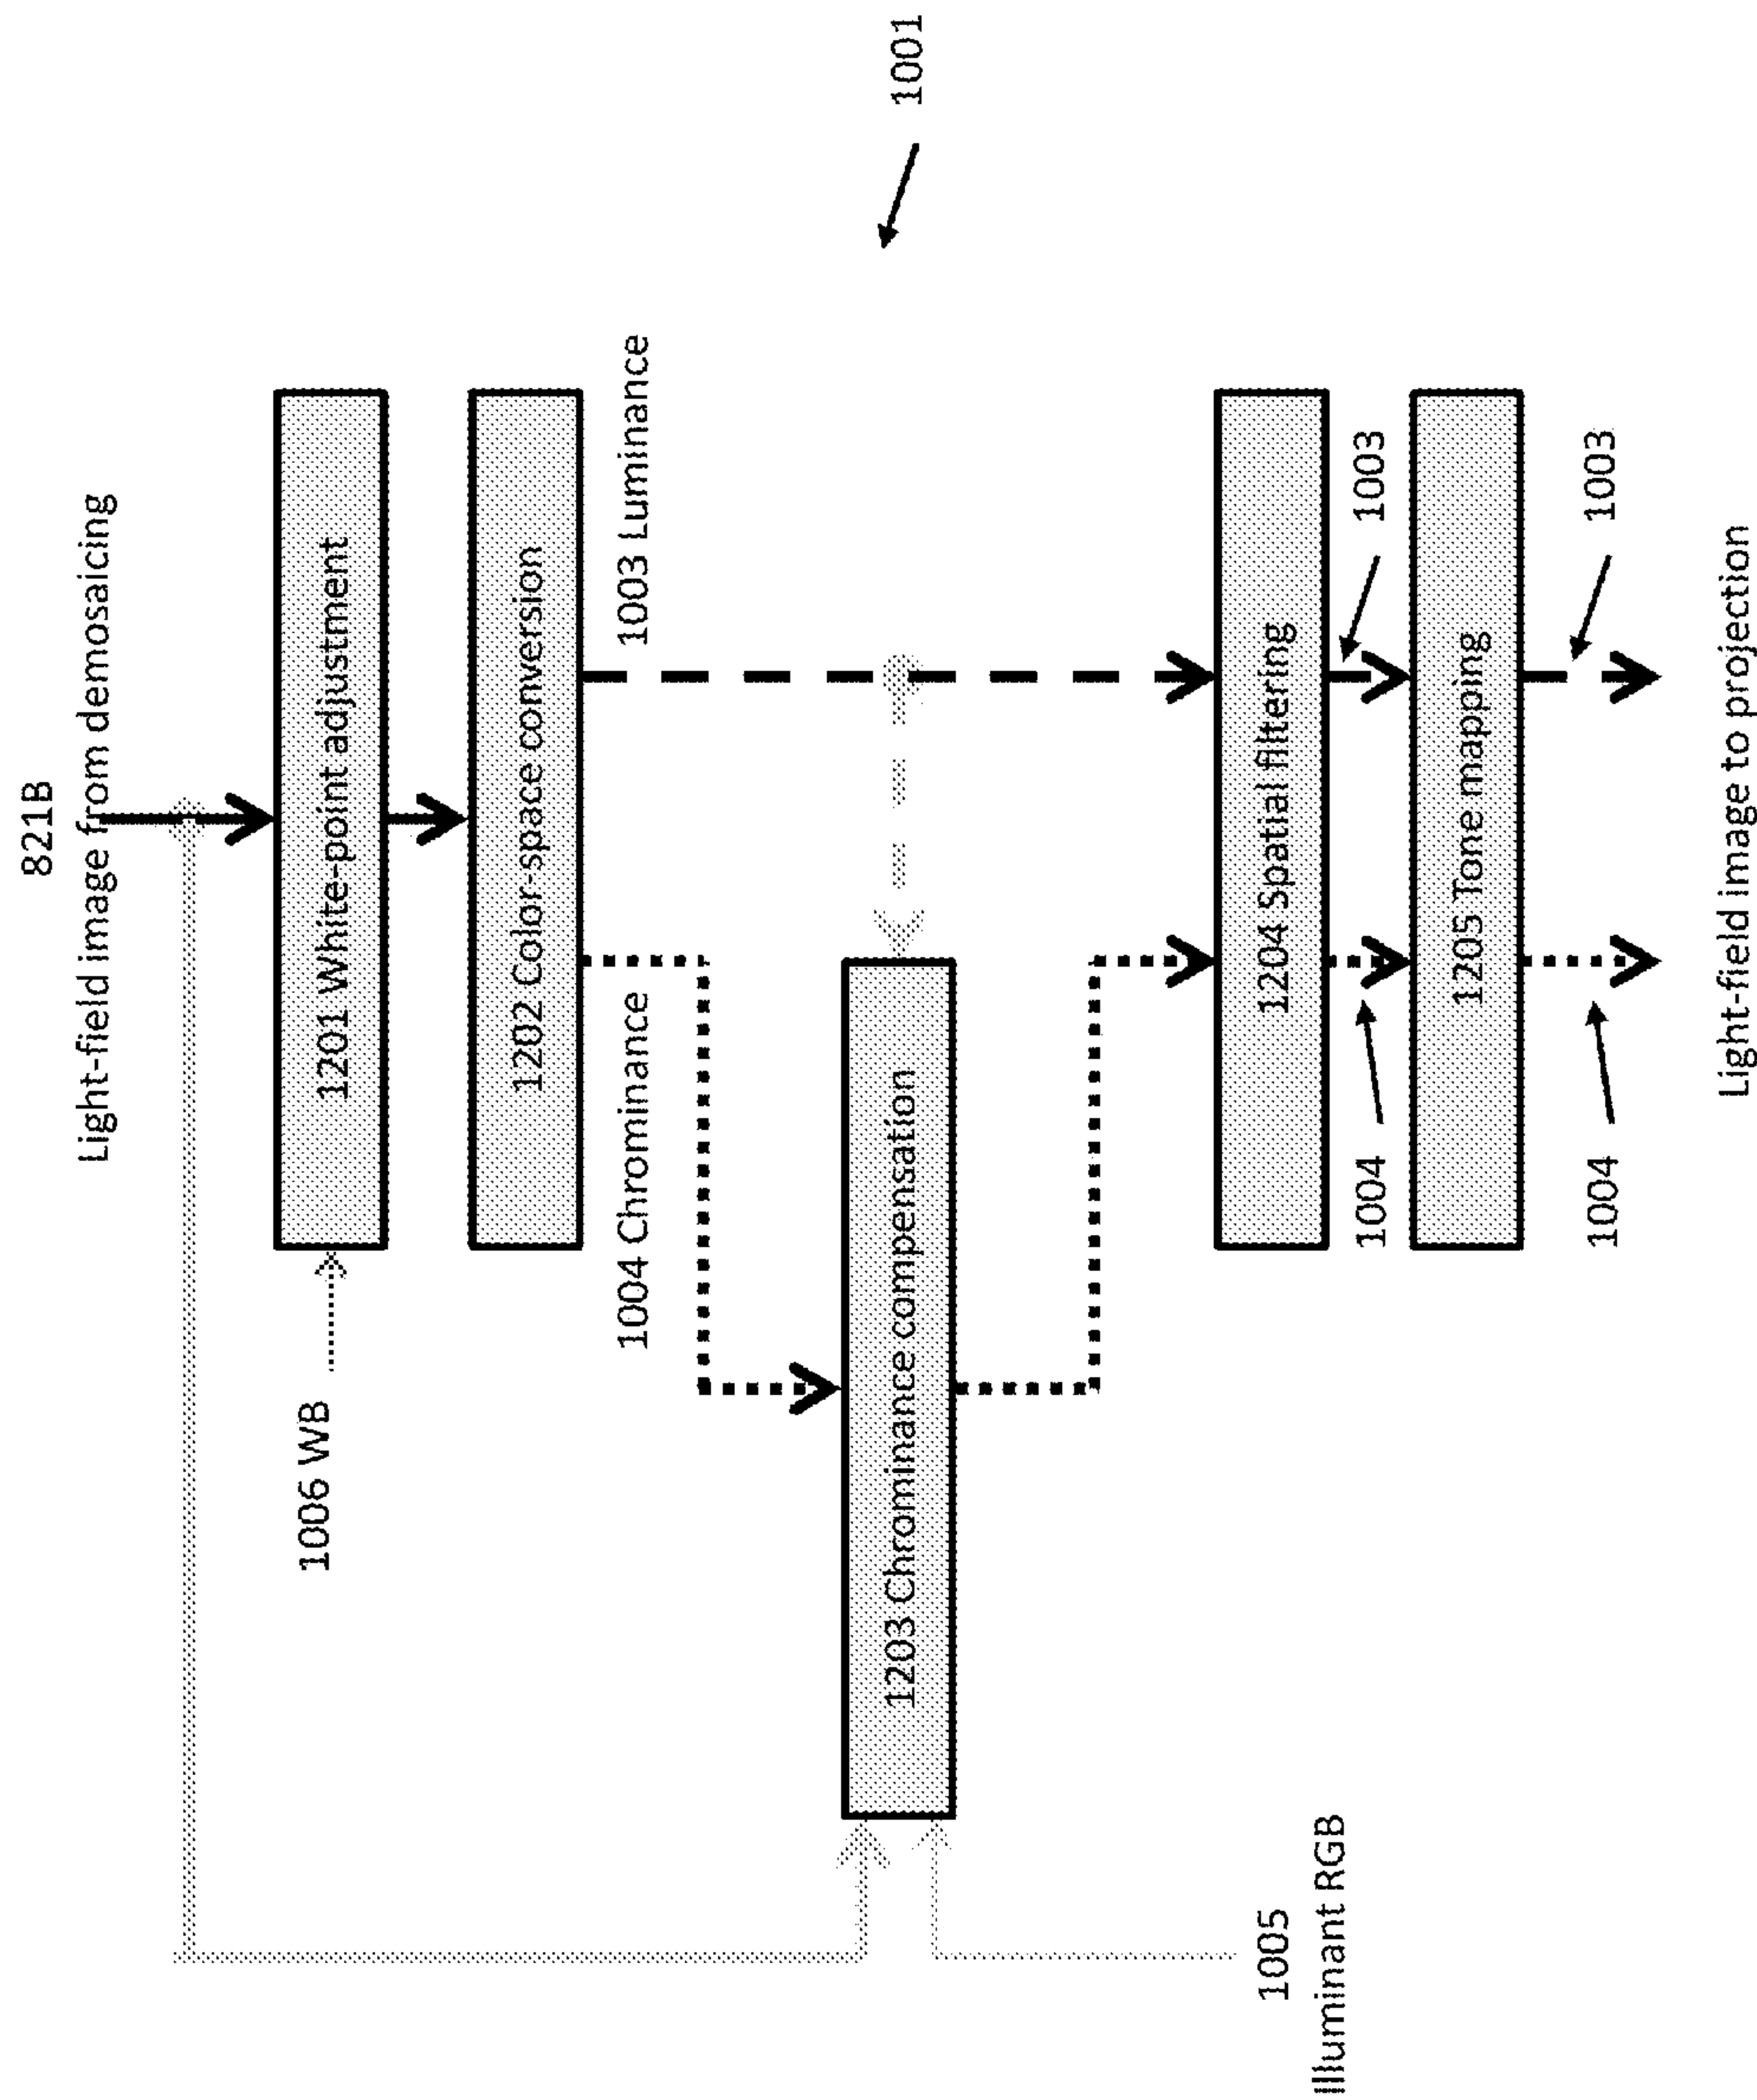 821B
Light-field image from demosaicing
1006 WB
1201 White-point adjustment
1202 Color-space conversion
1004 Chrominance
1003 Luminance
1001
1203 Chrominance compensation
1005
Illuminant RGB
1204 Spatial filtering
1004
1003
1205 Tone mapping
1004
1003
Light-field image to projection